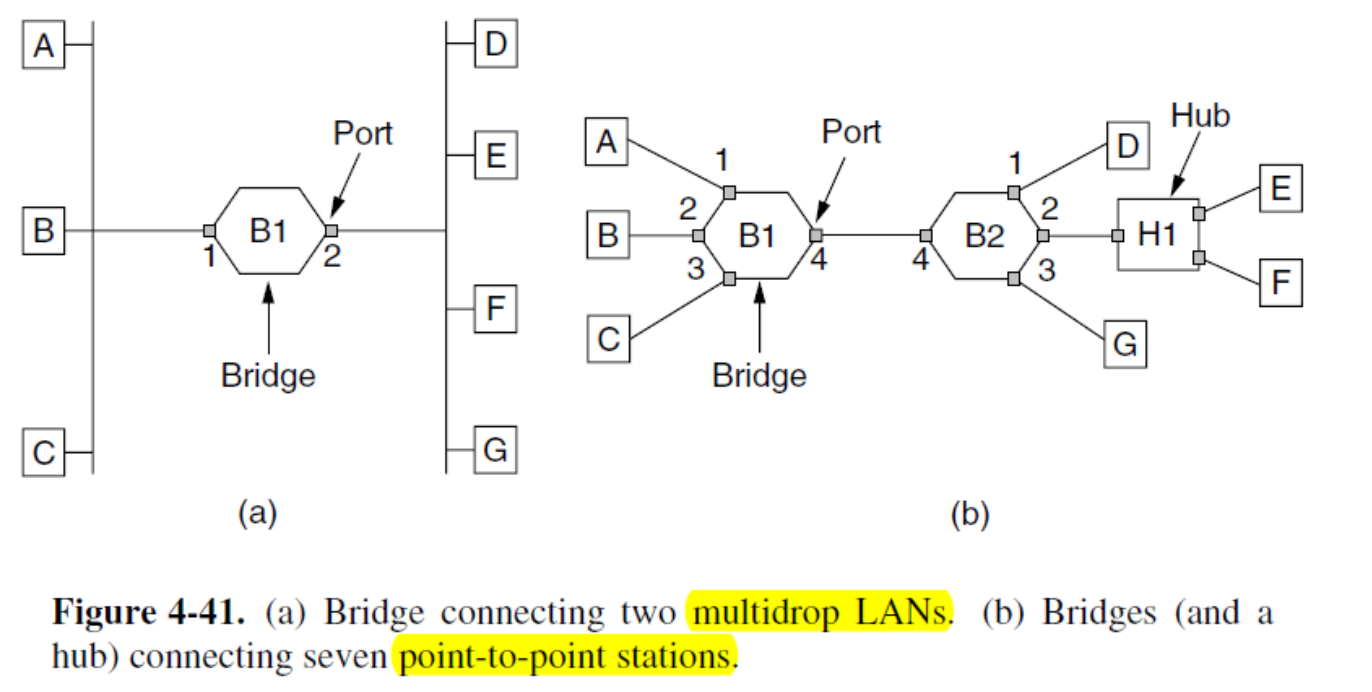 A
B
C
1
B1
2
Port
Bridge
D
E
F
G
(a)
A
B
C
1
2
3
B1
4
Port
Bridge
4
B2
1
2
3
D
G
Hub
H1
E
F
(b)
Figure 4-41. (a) Bridge connecting two multidrop LANs. (b) Bridges (and a
hub) connecting seven point-to-point stations.